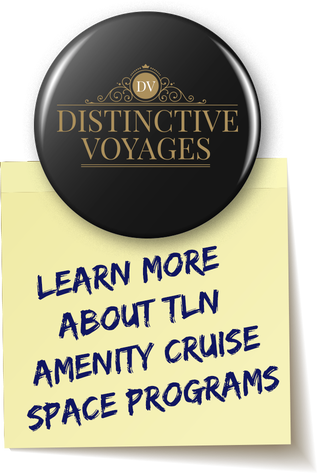 DV
DISTINCTIVE
VOYAGES
LEARN MORE
ABOUT TLN
AMENITY CRUISE
SPACE PROGRAMS